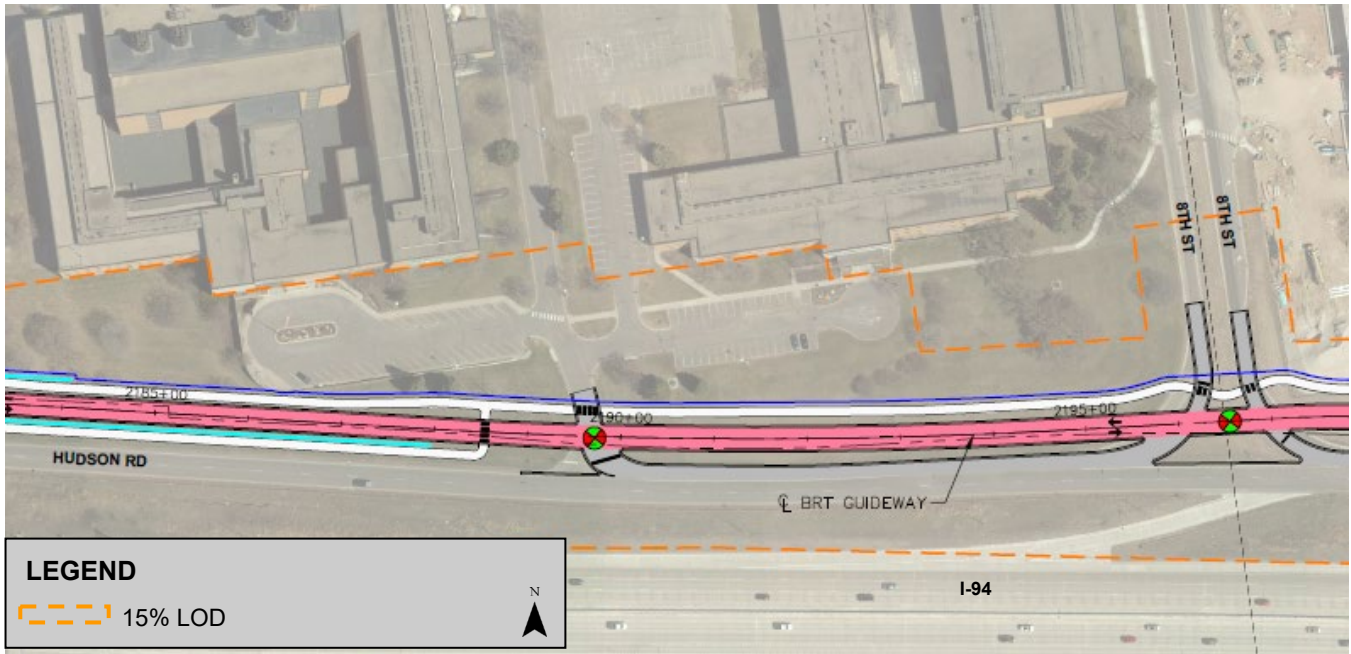 8TH ST
8TH ST
2185+00
2190+00
2195+00
HUDSON RD
℄ BRT GUIDEWAY
LEGEND
15% LOD
N
I-94